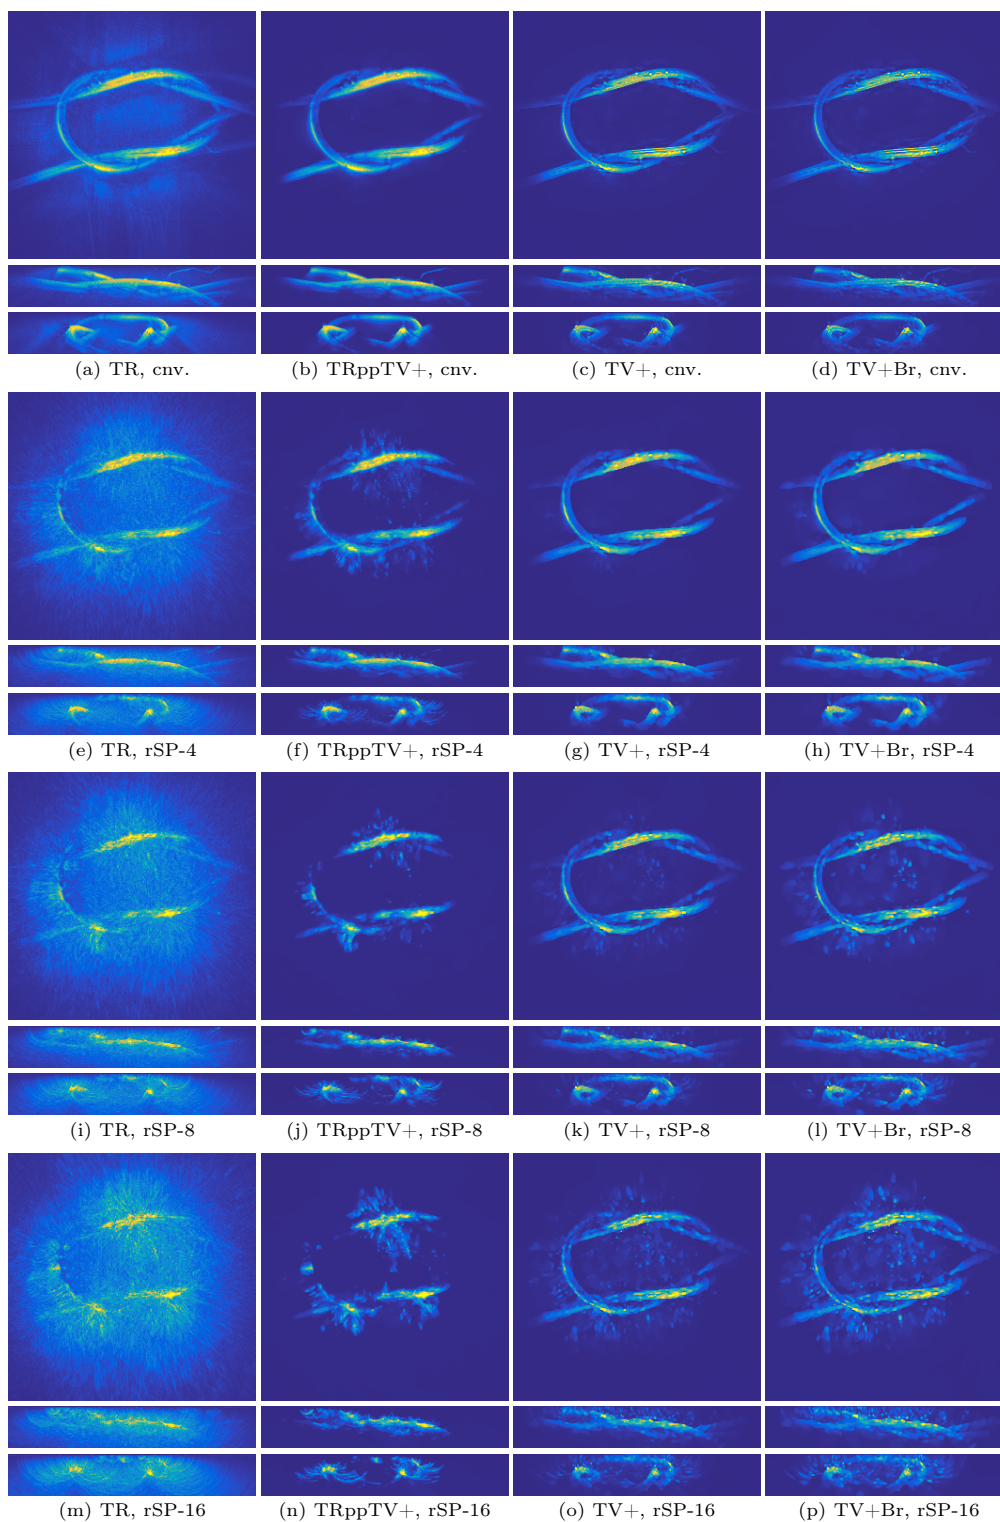 (a) TR, cnv.
(b) TRppTV+, cnv.
(c) TV+, cnv.
(d) TV+Br, cnv.
(e) TR, rSP-4
(f) TRppTV+, rSP-4
(g) TV+, rSP-4
(h) TV+Br, rSP-4
(i) TR, rSP-8
(j) TRppTV+, rSP-8
(k) TV+, rSP-8
(l) TV+Br, rSP-8
(m) TR, rSP-16
(n) TRppTV+, rSP-16
(o) TV+, rSP-16
(p) TV+Br, rSP-16